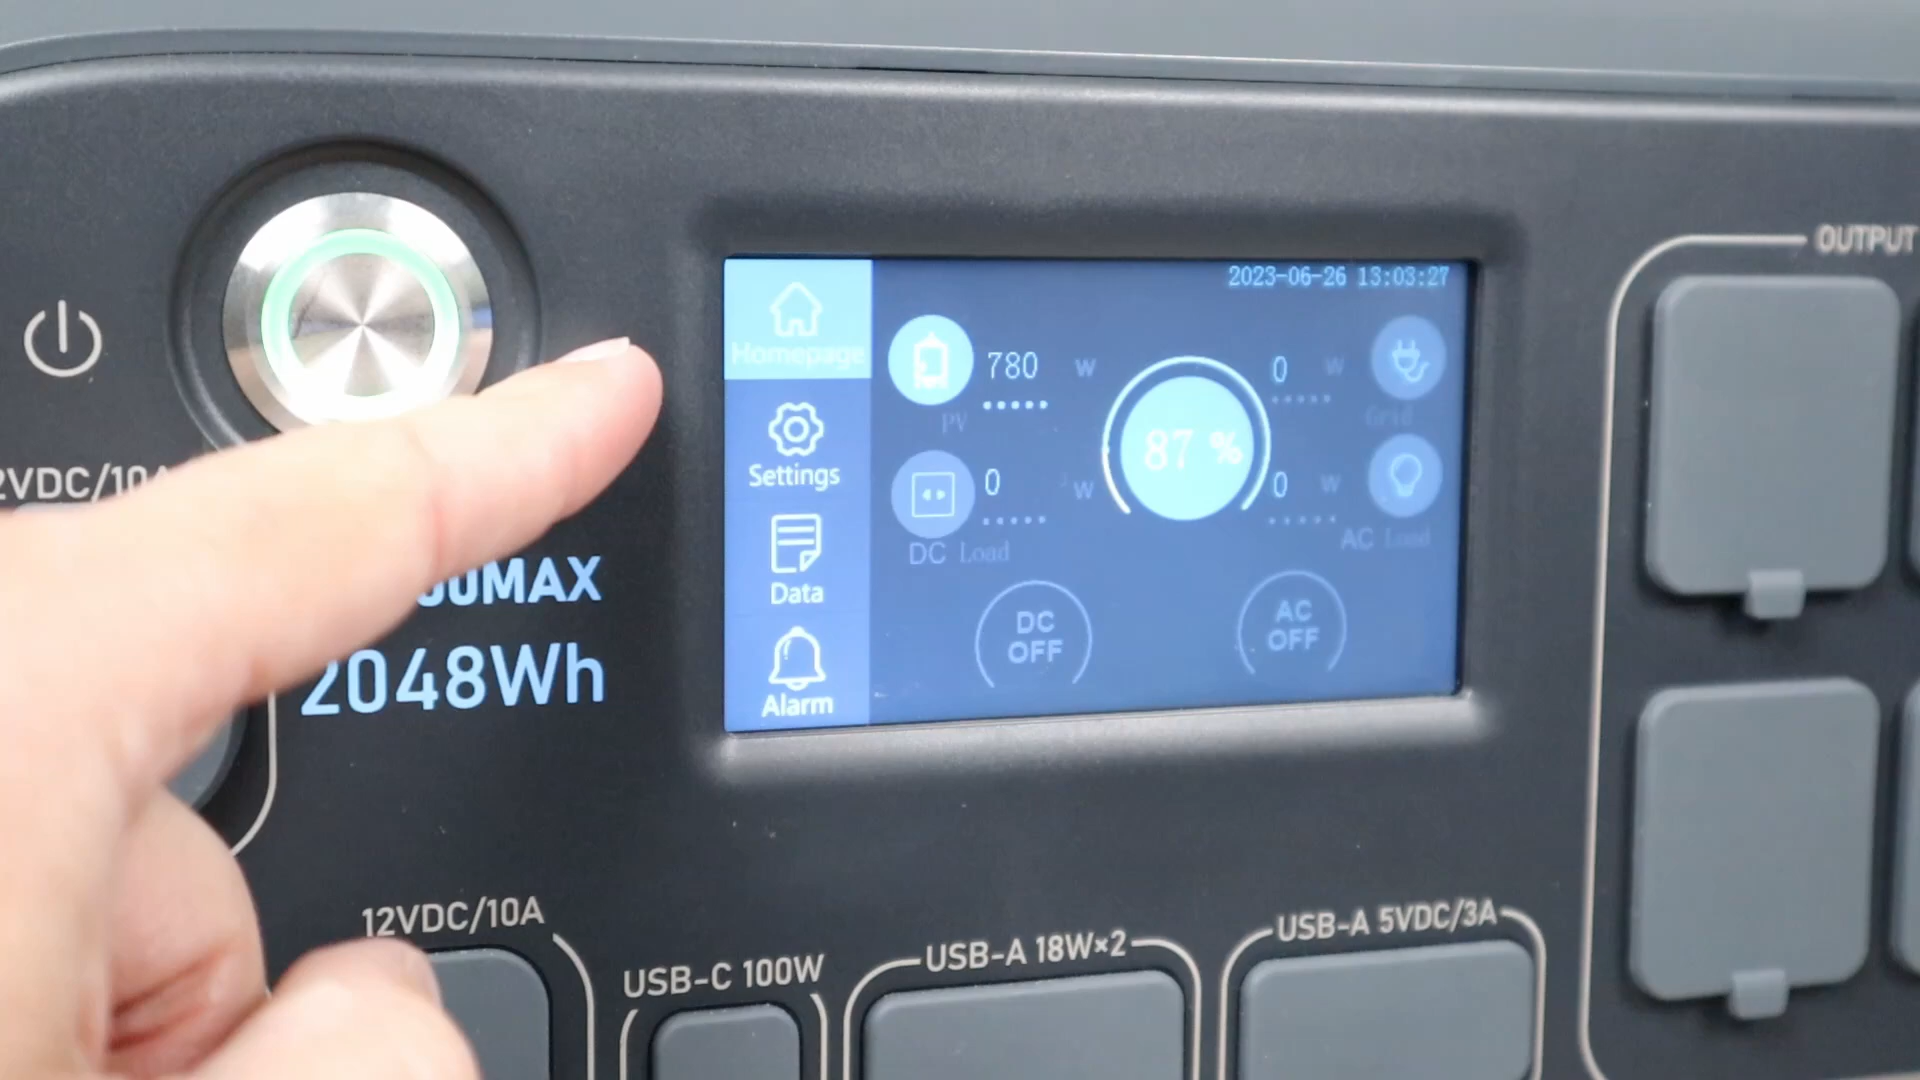 OUTPUT
2023-06-26 13:03:27
Homepage
780 W
PV
0 W
Grid
87 %
Settings
0 W
DC Load
0 W
AC Load
Data
DC
OFF
AC
OFF
Alarm
2VDC/10A
00MAX
2048Wh
12VDC/10A
USB-C 100W
USB-A 18W×2
USB-A 5VDC/3A